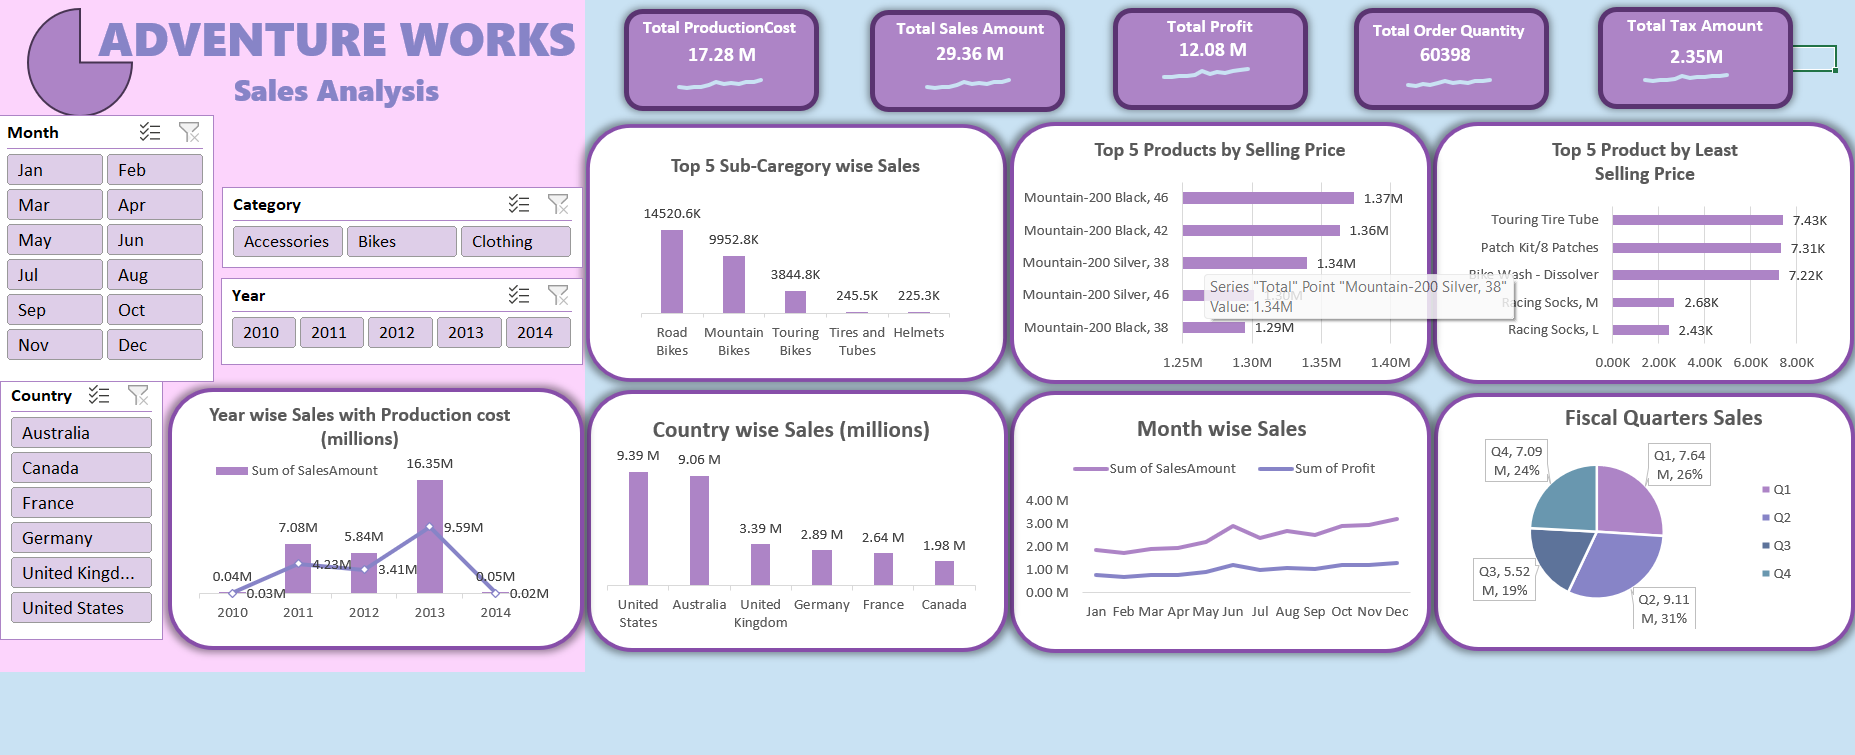 ADVENTURE WORKS
Sales Analysis
Total ProductionCost
17.28 M
Total Sales Amount
29.36 M
Total Profit
12.08 M
Total Order Quantity
60398
Total Tax Amount
2.35M
Month
Jan
Feb
Mar
Apr
May
Jun
Jul
Aug
Sep
Oct
Nov
Dec
Category
Accessories
Bikes
Clothing
Year
2010
2011
2012
2013
2014
Country
Australia
Canada
France
Germany
United Kingd...
United States
Top 5 Sub-Caregory wise Sales
14520.6K
9952.8K
3844.8K
245.5K
225.3K
Road
Bikes
Mountain
Bikes
Touring
Bikes
Tires and
Tubes
Helmets
Top 5 Products by Selling Price
Mountain-200 Black, 46
1.37M
Mountain-200 Black, 42
1.36M
Mountain-200 Silver, 38
1.34M
Mountain-200 Silver, 46
1.30M
Mountain-200 Black, 38
1.29M
1.25M 1.30M 1.35M 1.40M
Series "Total" Point "Mountain-200 Silver, 38"
Value: 1.34M
Top 5 Product by Least
Selling Price
Touring Tire Tube
7.43K
Patch Kit/8 Patches
7.31K
Bike Wash - Dissolver
7.22K
Racing Socks, M
2.68K
Racing Socks, L
2.43K
0.00K 2.00K 4.00K 6.00K 8.00K
Year wise Sales with Production cost
(millions)
Sum of SalesAmount
0.04M
7.08M
5.84M
16.35M
0.05M
0.03M
4.23M
3.41M
9.59M
0.02M
2010 2011 2012 2013 2014
Country wise Sales (millions)
9.39 M
9.06 M
3.39 M
2.89 M
2.64 M
1.98 M
United
States
Australia
United
Kingdom
Germany
France
Canada
Month wise Sales
Sum of SalesAmount
Sum of Profit
4.00 M
3.00 M
2.00 M
1.00 M
0.00 M
Jan Feb Mar Apr May Jun Jul Aug Sep Oct Nov Dec
Fiscal Quarters Sales
Q4, 7.09
M, 24%
Q1, 7.64
M, 26%
Q3, 5.52
M, 19%
Q2, 9.11
M, 31%
Q1
Q2
Q3
Q4